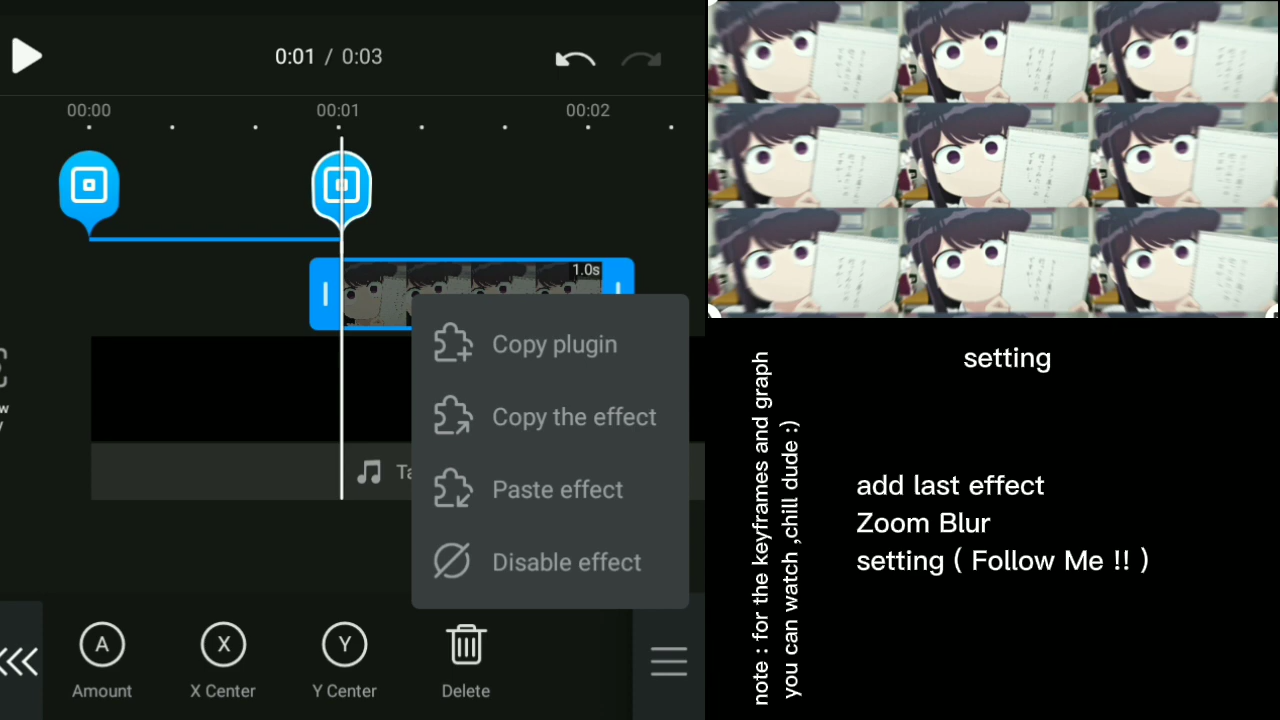 0:01 / 0:03
00:00
00:01
00:02
1.0s
Copy plugin
Copy the effect
Paste effect
Disable effect
A
X
Y
Amount
X Center
Y Center
Delete
setting
note : for the keyframes and graph
you can watch ,chill dude :)
add last effect
Zoom Blur
setting ( Follow Me !! )